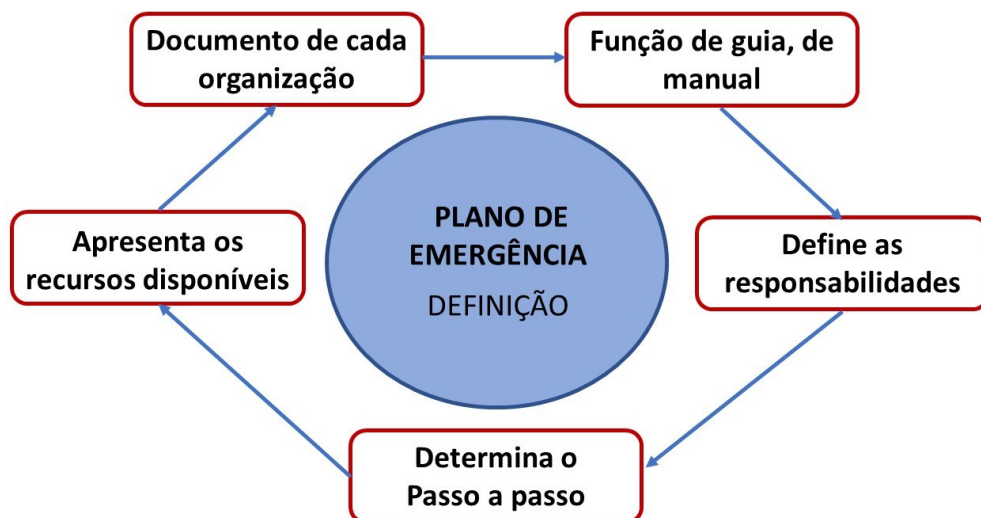 Documento de cada
organização
Função de guia, de
manual
PLANO DE
EMERGÊNCIA
DEFINIÇÃO
Apresenta os
recursos disponíveis
Define as
responsabilidades
Determina o
Passo a passo